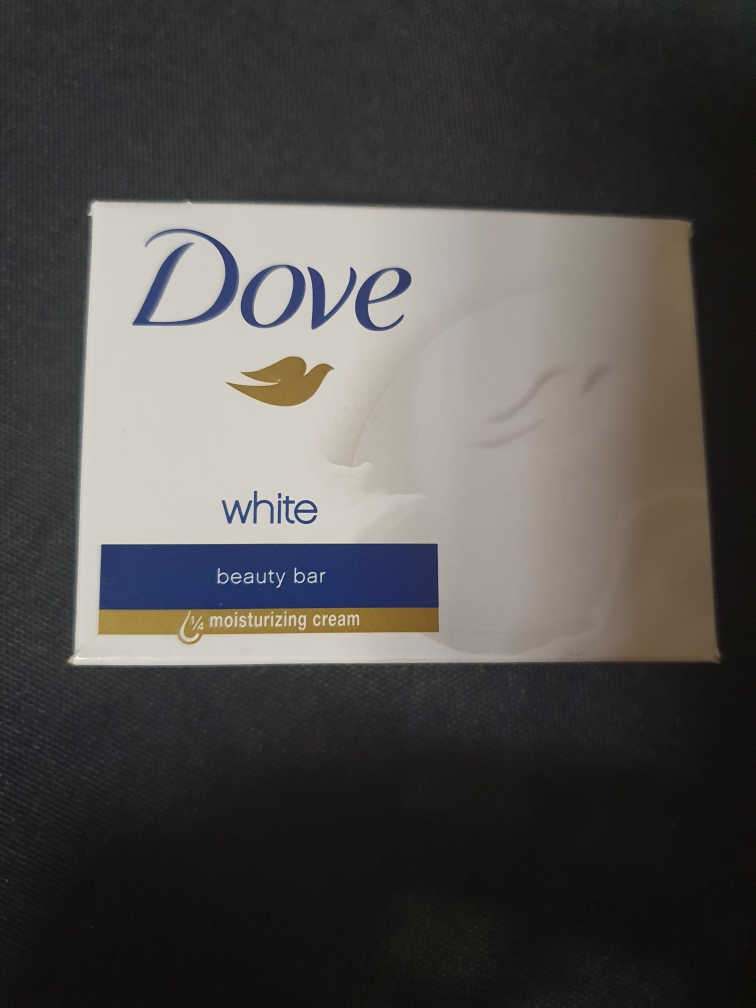 Dove
white
beauty bar
¼ moisturizing cream